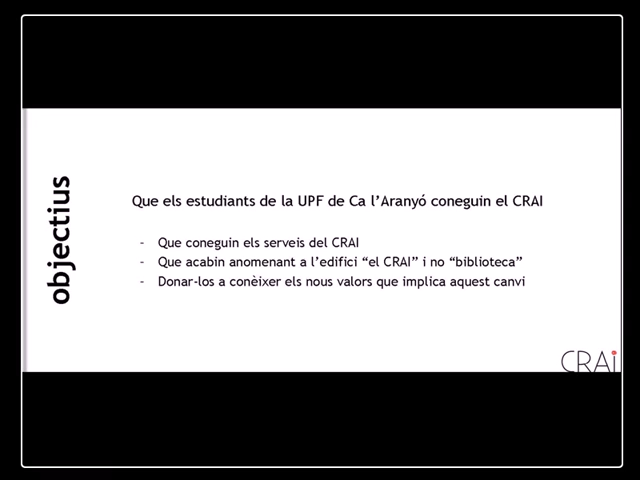 objectius
Que els estudiants de la UPF de Ca l’Aranyó coneguin el CRAI
- Que coneguin els serveis del CRAI
- Que acabin anomenant a l’edifici “el CRAI” i no “biblioteca”
- Donar-los a conèixer els nous valors que implica aquest canvi
CRAi